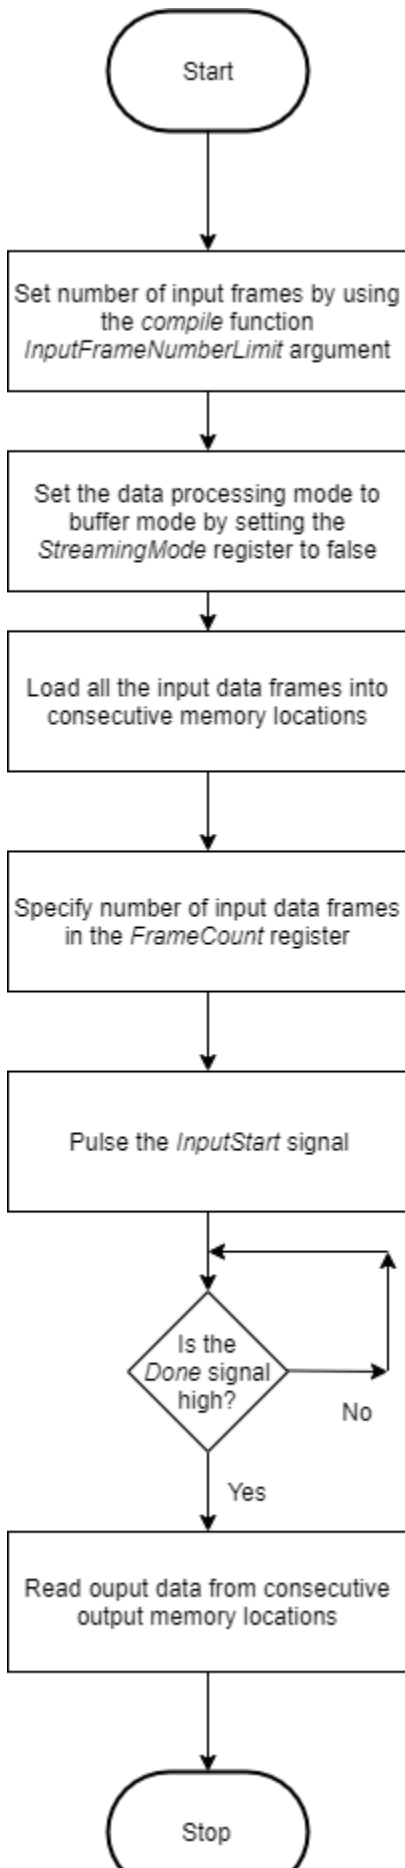 Start
Set number of input frames by using
the compile function
InputFrameNumberLimit argument
Set the data processing mode to
buffer mode by setting the
StreamingMode register to false
Load all the input data frames into
consecutive memory locations
Specify number of input data frames
in the FrameCount register
Pulse the InputStart signal
Is the
Done signal
high?
No
Yes
Read ouput data from consecutive
output memory locations
Stop